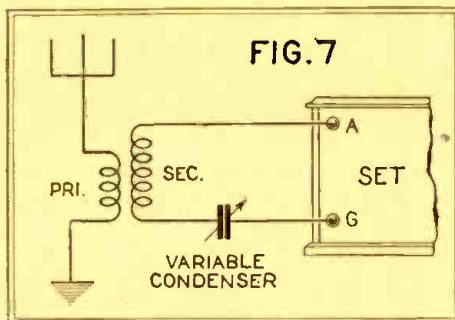 FIG.7
A
PRI.
SEC.
SET
G
VARIABLE
CONDENSER